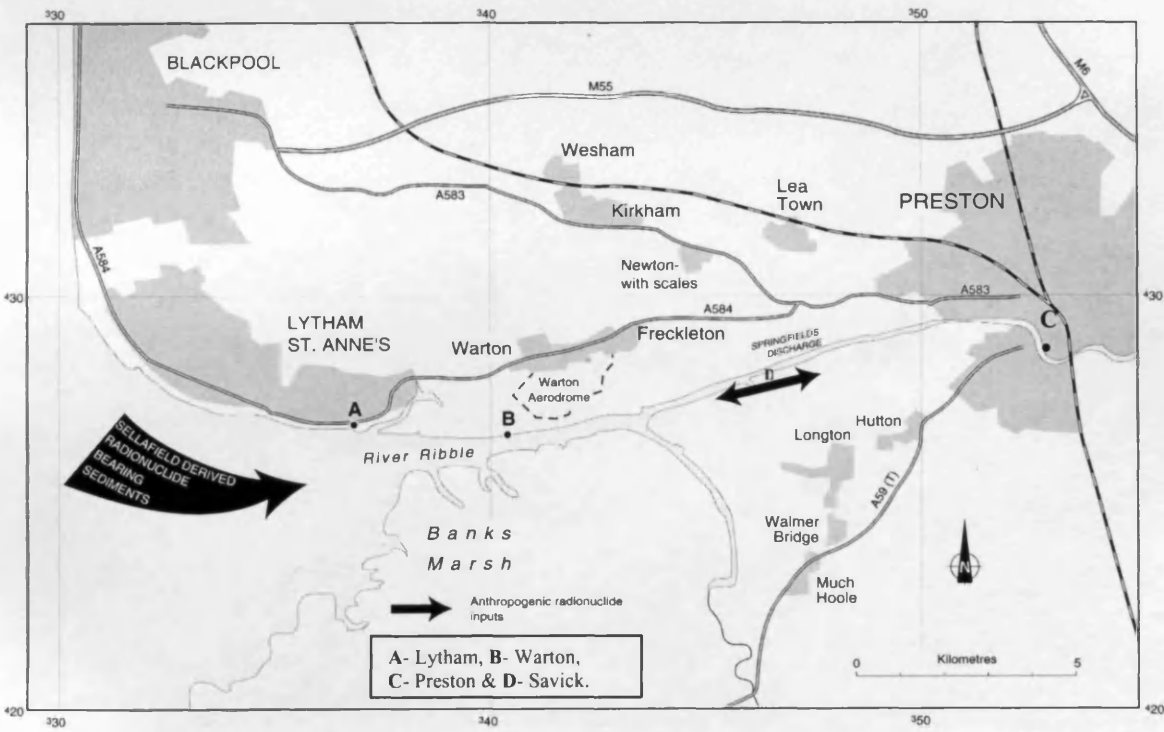 ³30
³40
³50
⁴30
BLACKPOOL
M55
M6
Wesham
A583
Kirkham
Lea
Town
PRESTON
Newton-
with scales
A584
⁴30
A583
⁴30
C
LYTHAM
ST. ANNE'S
A584
Freckleton
Warton
SPRINGFIELDS
DISCHARGE
D
Warton
Aerodrome
A
B
Hutton
Longton
River Ribble
SELLAFIELD DERIVED
RADIONUCLIDE
BEARING
SEDIMENTS
A59 (T)
Banks
Marsh
Walmer
Bridge
N
Much
Hoole
Anthropogenic radionuclide
inputs
A- Lytham, B- Warton,
C- Preston & D- Savick.
0 Kilometres 5
⁴20
⁴20
³30
³40
³50